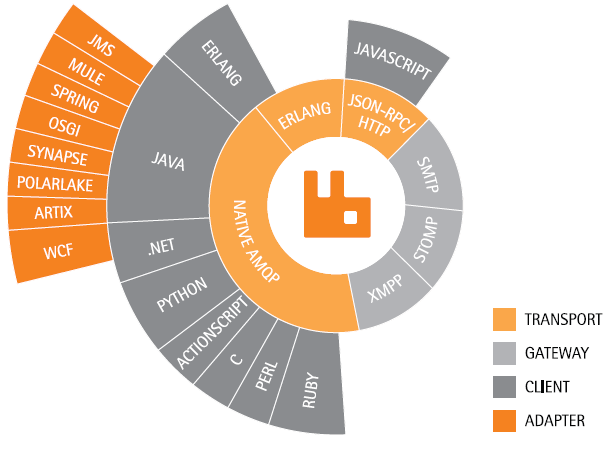 JMS
MULE
SPRING
OSGI
SYNAPSE
POLARLAKE
ARTIX
WCF
ERLANG
JAVA
.NET
PYTHON
ACTIONSCRIPT
C
PERL
RUBY
JAVASCRIPT
ERLANG
JSON-RPC/
HTTP
NATIVE AMQP
SMTP
STOMP
XMPP
TRANSPORT
GATEWAY
CLIENT
ADAPTER